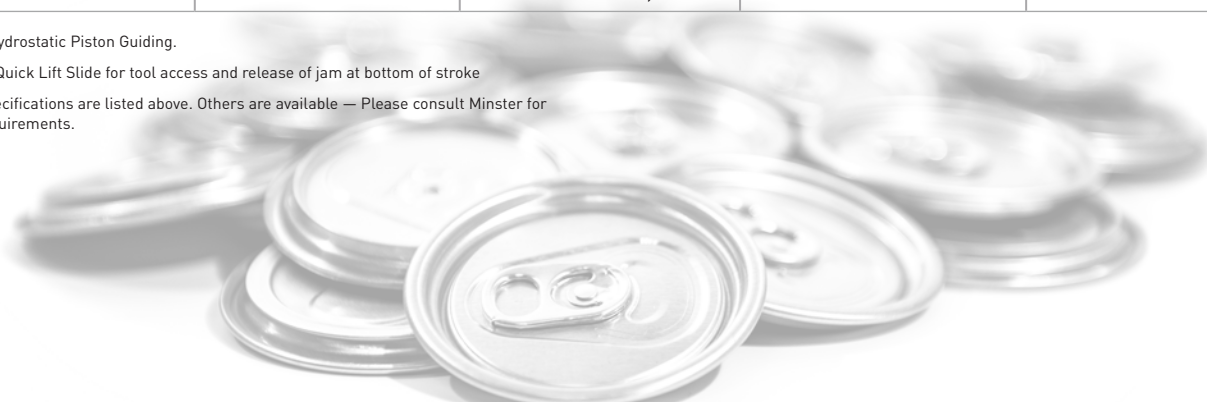 ydrostatic Piston Guiding.
Quick Lift Slide for tool access and release of jam at bottom of stroke
ecifications are listed above. Others are available — Please consult Minster for
uirements.